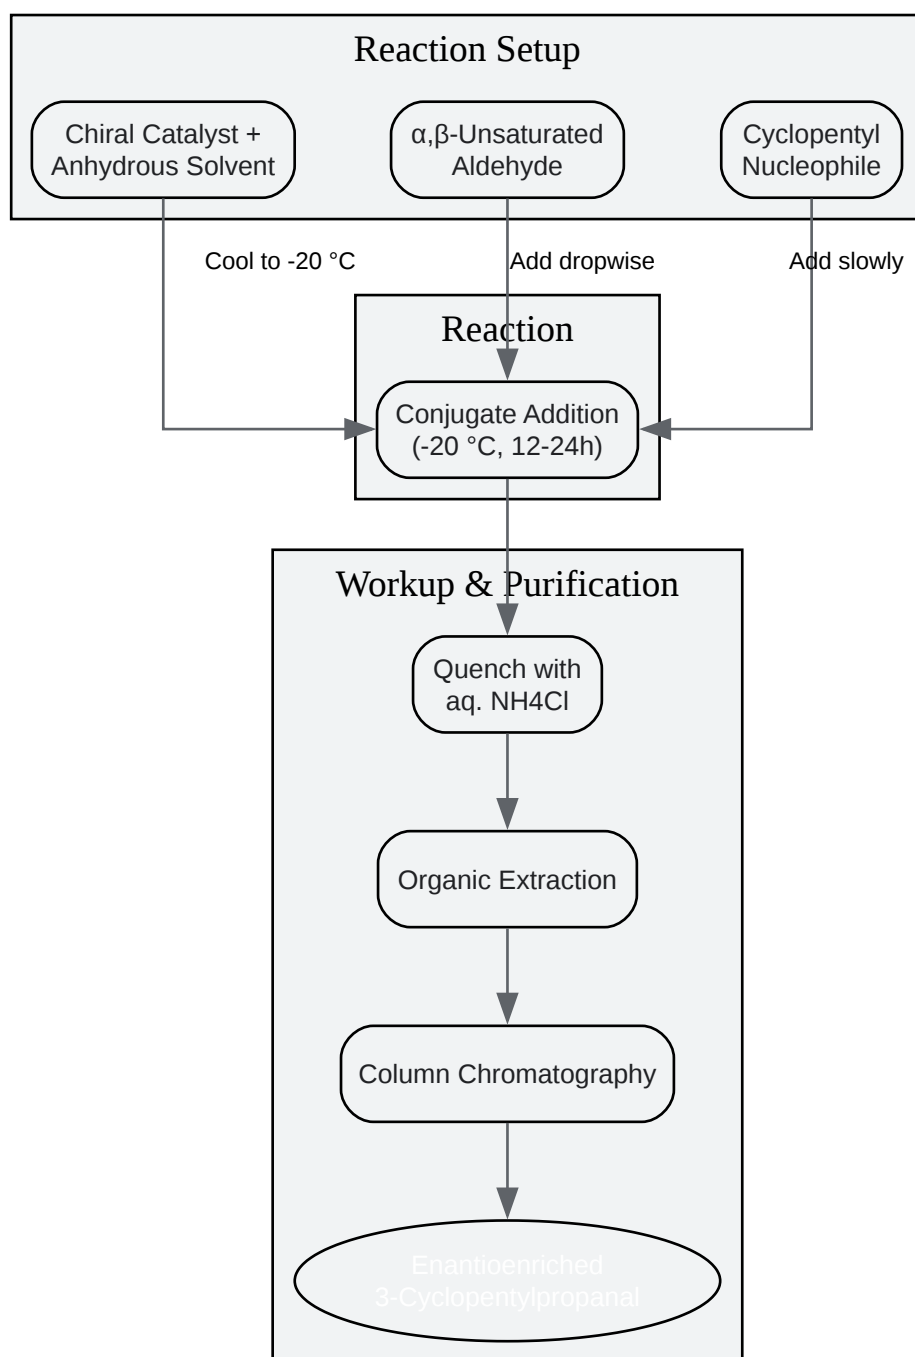 Reaction Setup
Chiral Catalyst +
Anhydrous Solvent
α,β-Unsaturated
Aldehyde
Cyclopentyl
Nucleophile
Cool to -20 °C
Add dropwise
Add slowly
Reaction
Conjugate Addition
(-20 °C, 12-24h)
Workup & Purification
Quench with
aq. NH4Cl
Organic Extraction
Column Chromatography
Enantioenriched
3-Cyclopentylpropanal